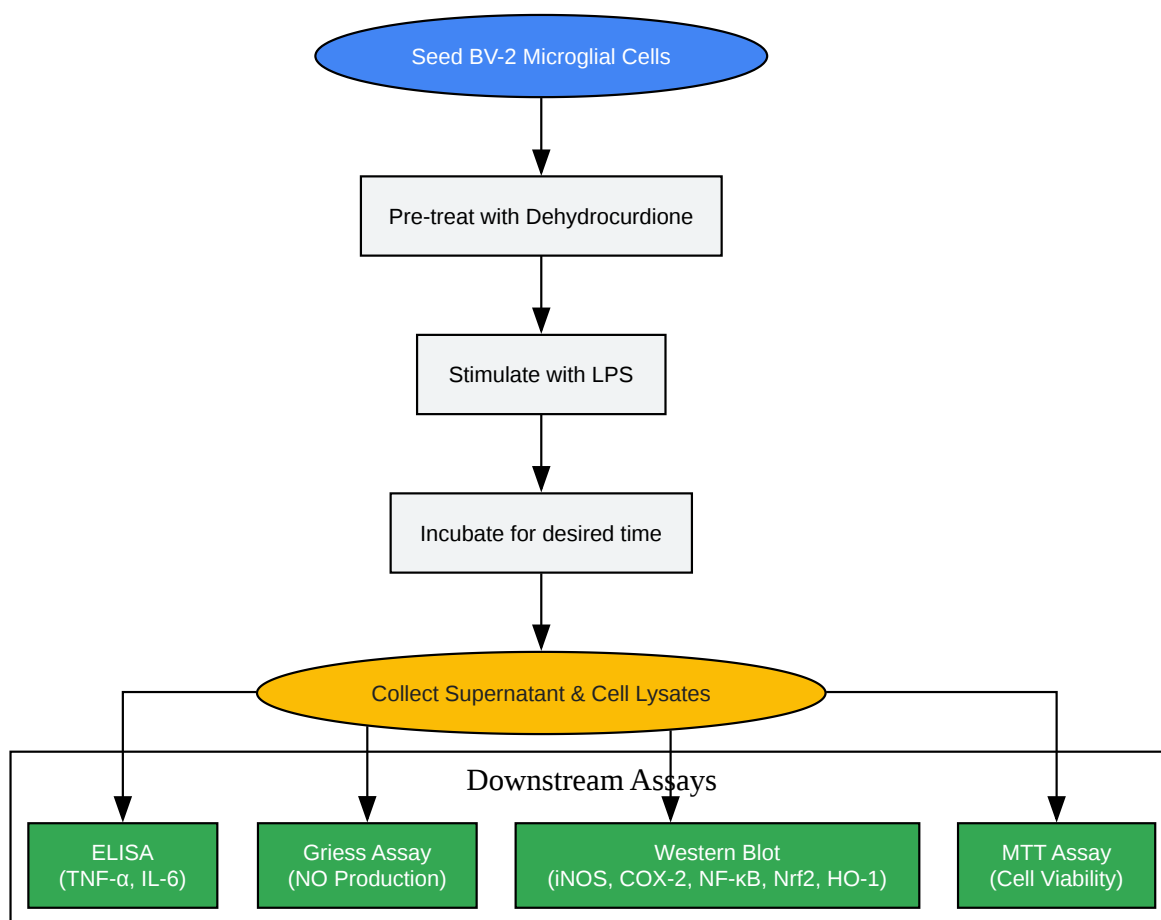 Seed BV-2 Microglial Cells
Pre-treat with Dehydrocurdione
Stimulate with LPS
Incubate for desired time
Collect Supernatant & Cell Lysates
Downstream Assays
ELISA
(TNF-α, IL-6)
Griess Assay
(NO Production)
Western Blot
(iNOS, COX-2, NF-κB, Nrf2, HO-1)
MTT Assay
(Cell Viability)